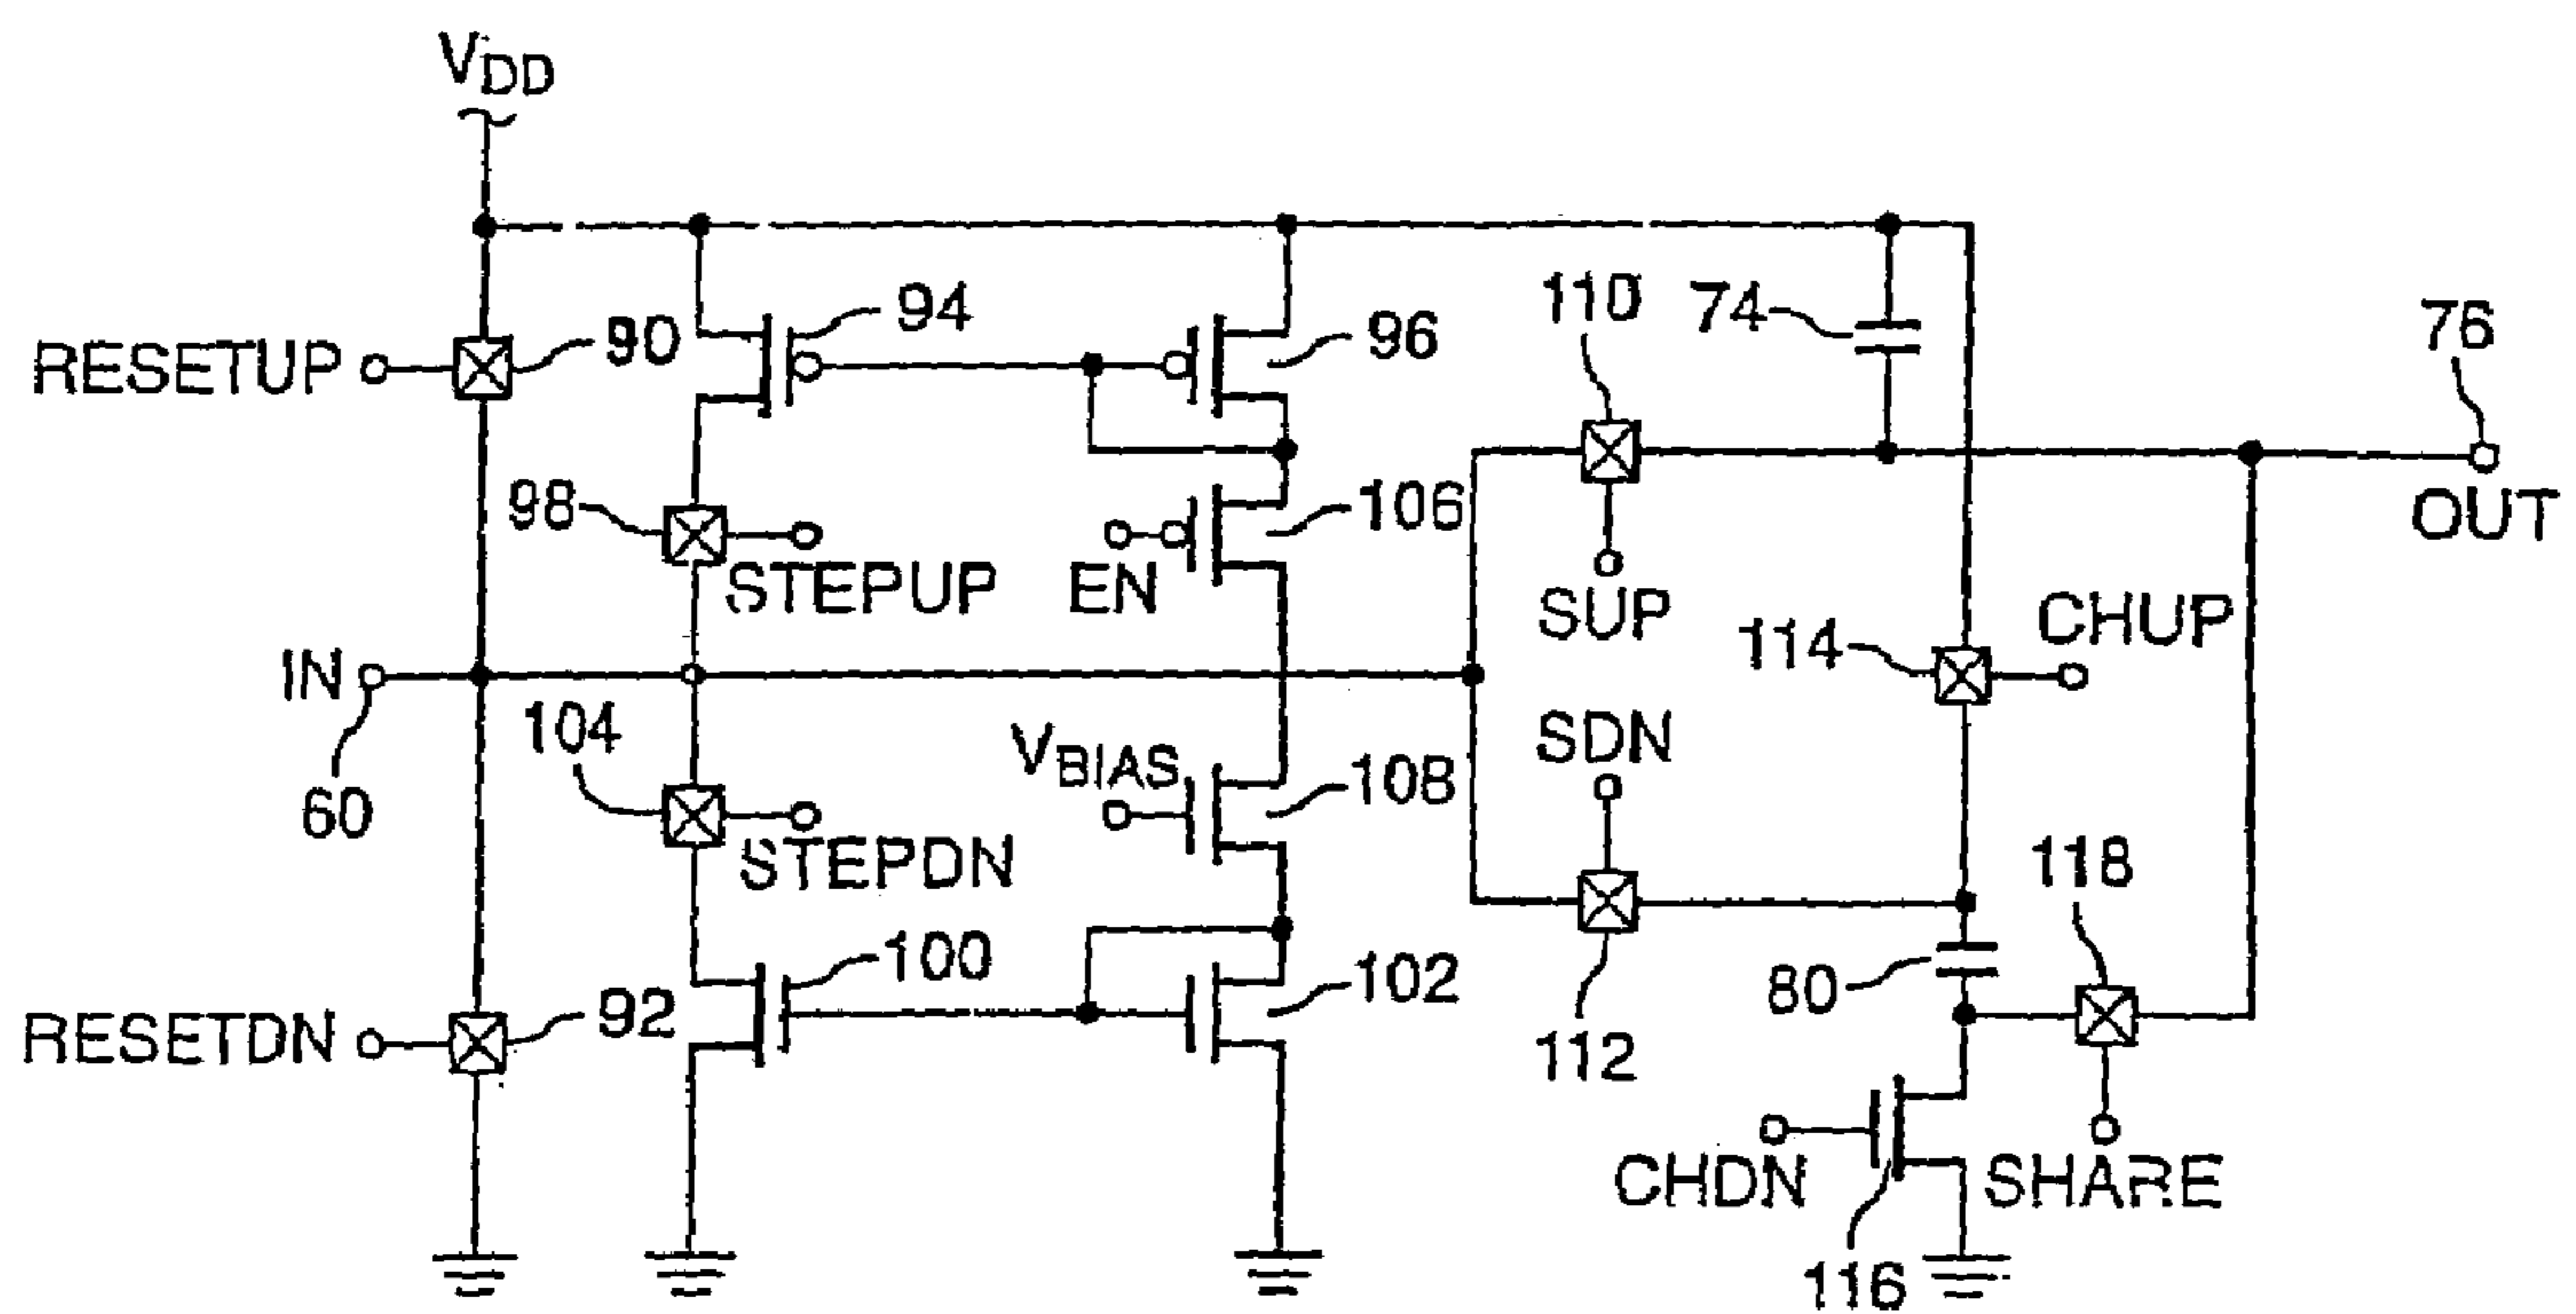 VDD
RESETUP
90
94
96
110
74
76
98
STEPUP
EN
106
SUP
OUT
IN
60
104
STEPDN
VBIAS
108
SDN
114
CHUP
RESETDN
92
100
102
112
80
118
CHDN
116
SHARE